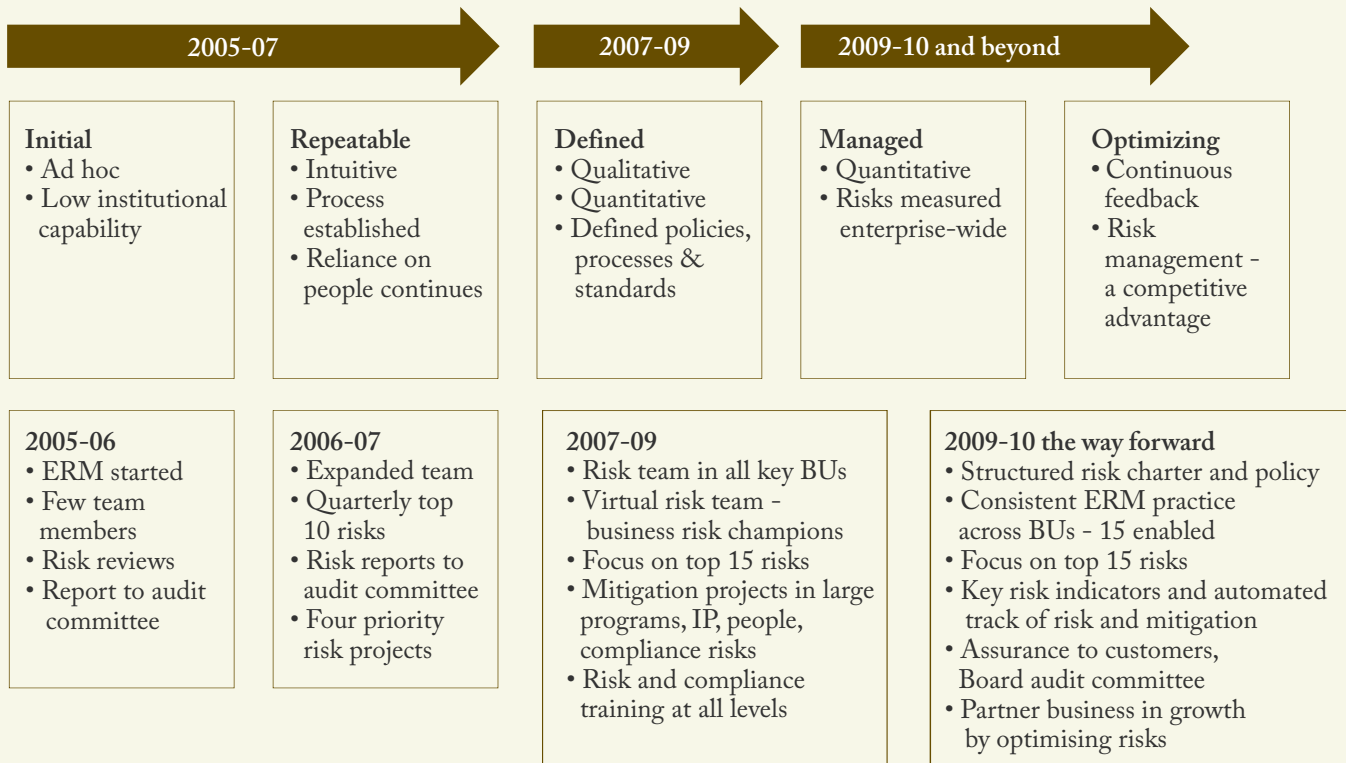 2005-07
2007-09
2009-10 and beyond
Initial
• Ad hoc
• Low institutional
capability
Repeatable
• Intuitive
• Process
established
• Reliance on
people continues
Defined
• Qualitative
• Quantitative
• Defined policies,
processes &
standards
Managed
• Quantitative
• Risks measured
enterprise-wide
Optimizing
• Continuous
feedback
• Risk
management -
a competitive
advantage
2005-06
• ERM started
• Few team
members
• Risk reviews
• Report to audit
committee
2006-07
• Expanded team
• Quarterly top
10 risks
• Risk reports to
audit committee
• Four priority
risk projects
2007-09
• Risk team in all key BUs
• Virtual risk team -
business risk champions
• Focus on top 15 risks
• Mitigation projects in large
programs, IP, people,
compliance risks
• Risk and compliance
training at all levels
2009-10 the way forward
• Structured risk charter and policy
• Consistent ERM practice
across BUs - 15 enabled
• Focus on top 15 risks
• Key risk indicators and automated
track of risk and mitigation
• Assurance to customers,
Board audit committee
• Partner business in growth
by optimising risks